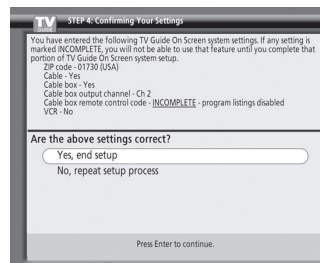 TV
GUIDE
STEP 4: Confirming Your Settings
You have entered the following TV Guide On Screen system settings. If any setting is
marked INCOMPLETE, you will not be able to use that feature until you complete that
portion of TV Guide On Screen system setup.
ZIP code - 01730 (USA)
Cable - Yes
Cable box - Yes
Cable box output channel - Ch 2
Cable box remote control code - INCOMPLETE - program listings disabled
VCR - No
Are the above settings correct?
Yes, end setup
No, repeat setup process
Press Enter to continue.